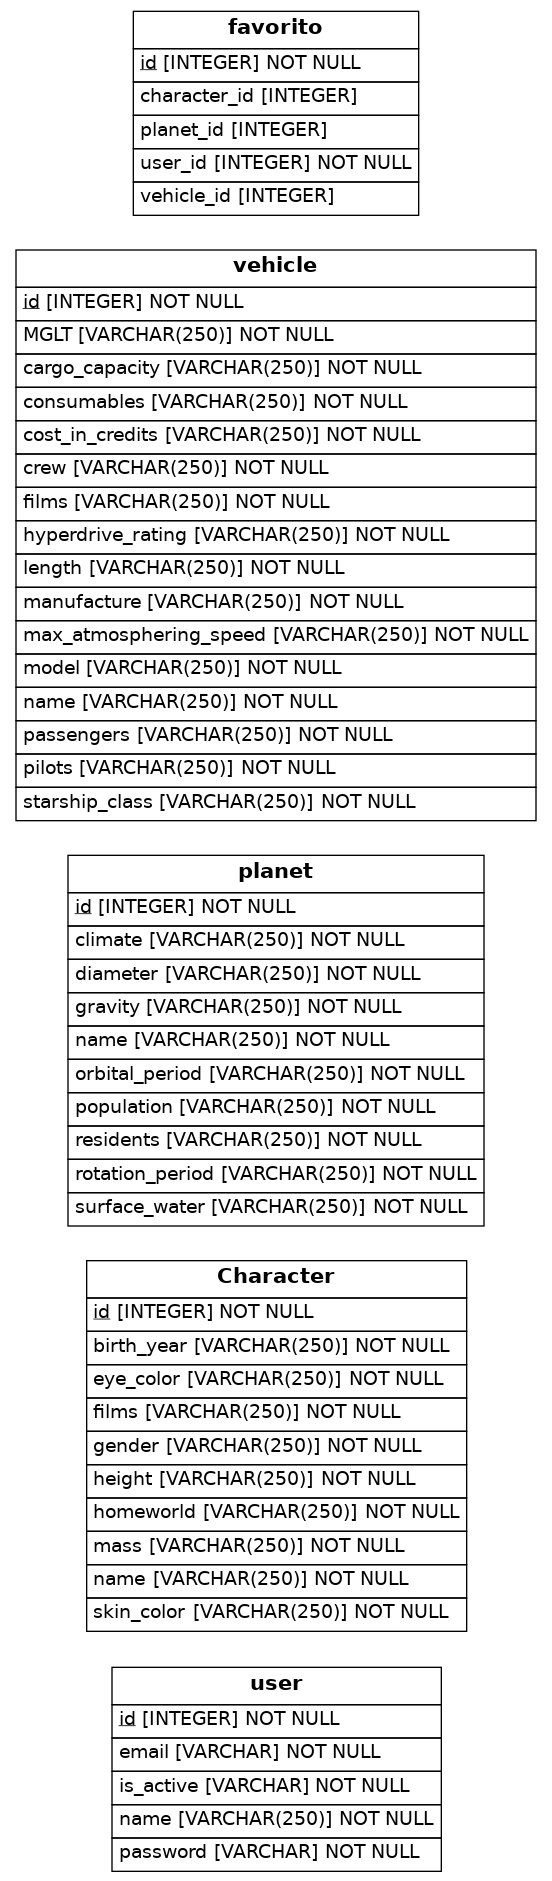 favorito
id [INTEGER] NOT NULL
character_id [INTEGER]
planet_id [INTEGER]
user_id [INTEGER] NOT NULL
vehicle_id [INTEGER]
vehicle
id [INTEGER] NOT NULL
MGLT [VARCHAR(250)] NOT NULL
cargo_capacity [VARCHAR(250)] NOT NULL
consumables [VARCHAR(250)] NOT NULL
cost_in_credits [VARCHAR(250)] NOT NULL
crew [VARCHAR(250)] NOT NULL
films [VARCHAR(250)] NOT NULL
hyperdrive_rating [VARCHAR(250)] NOT NULL
length [VARCHAR(250)] NOT NULL
manufacture [VARCHAR(250)] NOT NULL
max_atmosphering_speed [VARCHAR(250)] NOT NULL
model [VARCHAR(250)] NOT NULL
name [VARCHAR(250)] NOT NULL
passengers [VARCHAR(250)] NOT NULL
pilots [VARCHAR(250)] NOT NULL
starship_class [VARCHAR(250)] NOT NULL
planet
id [INTEGER] NOT NULL
climate [VARCHAR(250)] NOT NULL
diameter [VARCHAR(250)] NOT NULL
gravity [VARCHAR(250)] NOT NULL
name [VARCHAR(250)] NOT NULL
orbital_period [VARCHAR(250)] NOT NULL
population [VARCHAR(250)] NOT NULL
residents [VARCHAR(250)] NOT NULL
rotation_period [VARCHAR(250)] NOT NULL
surface_water [VARCHAR(250)] NOT NULL
Character
id [INTEGER] NOT NULL
birth_year [VARCHAR(250)] NOT NULL
eye_color [VARCHAR(250)] NOT NULL
films [VARCHAR(250)] NOT NULL
gender [VARCHAR(250)] NOT NULL
height [VARCHAR(250)] NOT NULL
homeworld [VARCHAR(250)] NOT NULL
mass [VARCHAR(250)] NOT NULL
name [VARCHAR(250)] NOT NULL
skin_color [VARCHAR(250)] NOT NULL
user
id [INTEGER] NOT NULL
email [VARCHAR] NOT NULL
is_active [VARCHAR] NOT NULL
name [VARCHAR(250)] NOT NULL
password [VARCHAR] NOT NULL